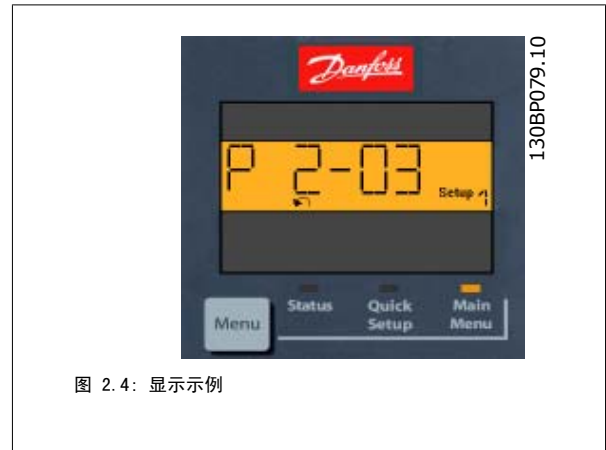 Danfoss
130BP079.10
P 2-03
Setup 1
Status
Quick Setup
Main Menu
Menu
图 2.4: 显示示例